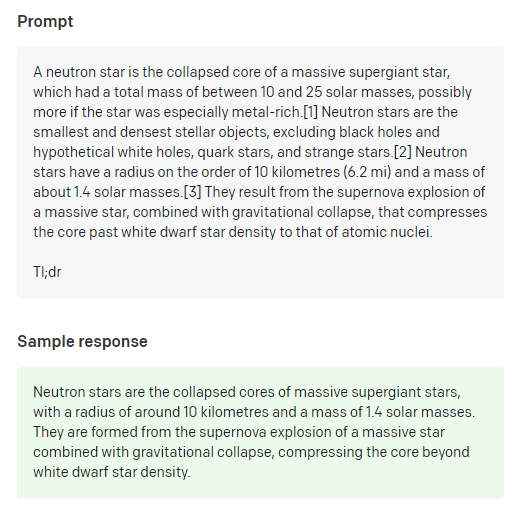 Prompt
A neutron star is the collapsed core of a massive supergiant star,
which had a total mass of between 10 and 25 solar masses, possibly
more if the star was especially metal-rich.[1] Neutron stars are the
smallest and densest stellar objects, excluding black holes and
hypothetical white holes, quark stars, and strange stars.[2] Neutron
stars have a radius on the order of 10 kilometres (6.2 mi) and a mass of
about 1.4 solar masses.[3] They result from the supernova explosion of
a massive star, combined with gravitational collapse, that compresses
the core past white dwarf star density to that of atomic nuclei.
Tl;dr
Sample response
Neutron stars are the collapsed cores of massive supergiant stars,
with a radius of around 10 kilometres and a mass of 1.4 solar masses.
They are formed from the supernova explosion of a massive star
combined with gravitational collapse, compressing the core beyond
white dwarf star density.